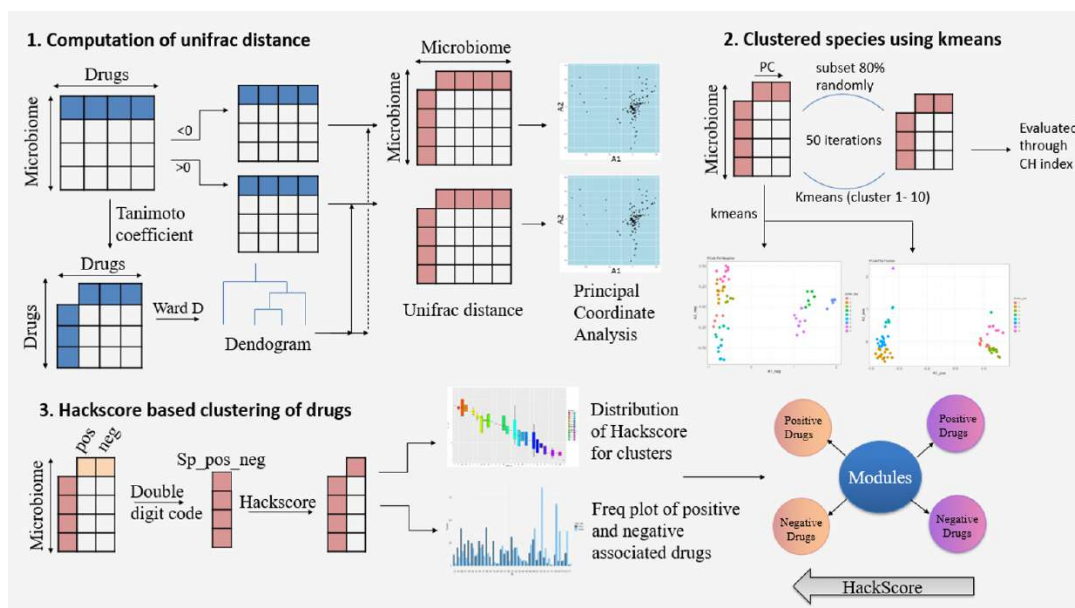 1. Computation of unifrac distance
Drugs
Microbiome
<0
>0
Tanimoto
coefficient
Drugs
Drugs
Ward D
Dendogram
Microbiome
Microbiome
Unifrac distance
A2
A1
A2
A1
Principal
Coordinate
Analysis
2. Clustered species using kmeans
PC
Microbiome
subset 80%
randomly
50 iterations
Kmeans (cluster 1- 10)
Evaluated
through
CH index
kmeans
3. Hackscore based clustering of drugs
pos
neg
Microbiome
Double
digit code
Sp_pos_neg
Hackscore
Distribution
of Hackscore
for clusters
Freq plot of positive
and negative
associated drugs
Positive
Drugs
Positive
Drugs
Modules
Negative
Drugs
Negative
Drugs
HackScore